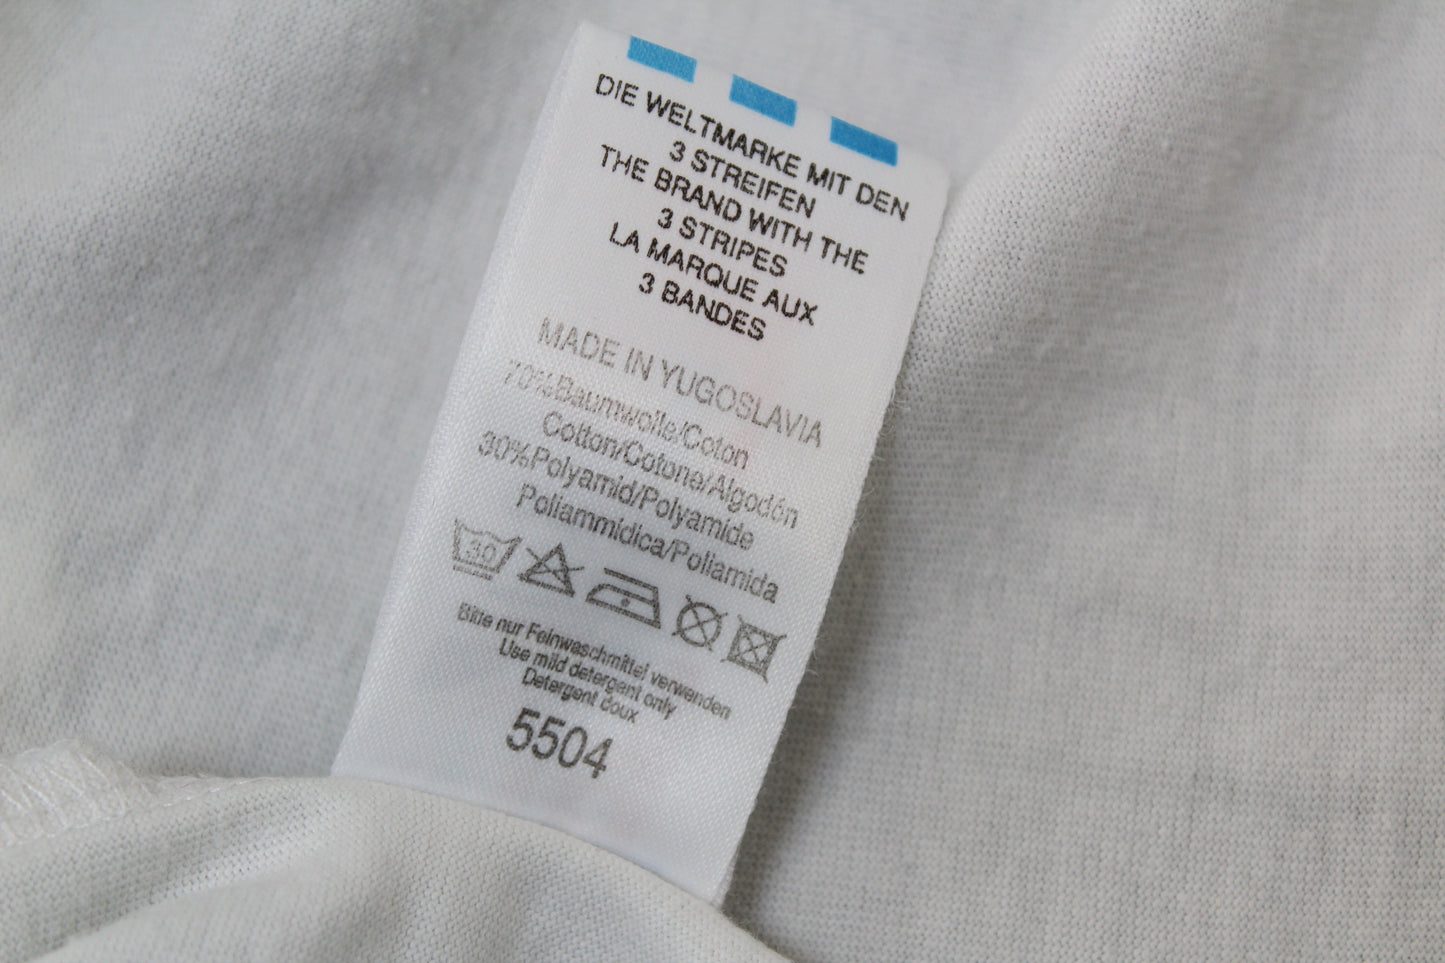 DIE WELTMARKE MIT DEN
3 STREIFEN
THE BRAND WITH THE
3 STRIPES
LA MARQUE AUX
3 BANDES
MADE IN YUGOSLAVIA
70%Baumwolle/Coton
Cotton/Cotone/Algodón
30%Polyamid/Polyamide
Poliammídica/Poliamida
30
Bitte nur Feinwaschmittel verwenden
Use mild detergent only
Detergent doux
5504